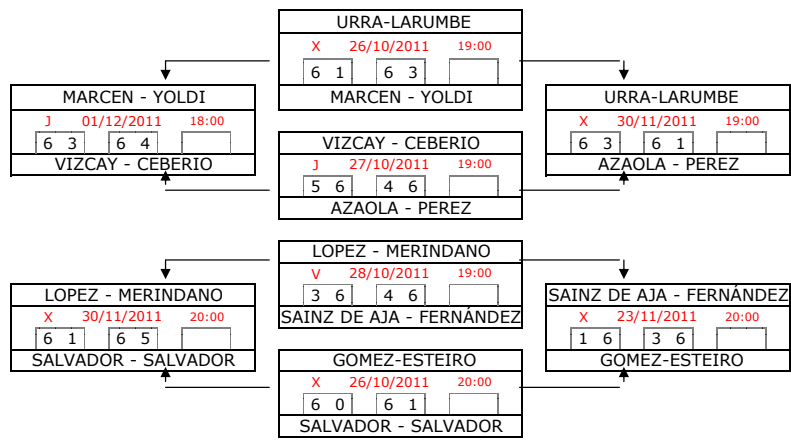 URRA-LARUMBE
X 26/10/2011 19:00
6 1 6 3
MARCEN - YOLDI
MARCEN - YOLDI
J 01/12/2011 18:00
6 3 6 4
VIZCAY - CEBERIO
URRA-LARUMBE
X 30/11/2011 19:00
6 3 6 1
AZAOLA - PEREZ
VIZCAY - CEBERIO
J 27/10/2011 19:00
5 6 4 6
AZAOLA - PEREZ
LOPEZ - MERINDANO
V 28/10/2011 19:00
3 6 4 6
SAINZ DE AJA - FERNÁNDEZ
LOPEZ - MERINDANO
X 30/11/2011 20:00
6 1 6 5
SALVADOR - SALVADOR
SAINZ DE AJA - FERNÁNDEZ
X 23/11/2011 20:00
1 6 3 6
GOMEZ-ESTEIRO
GOMEZ-ESTEIRO
X 26/10/2011 20:00
6 0 6 1
SALVADOR - SALVADOR